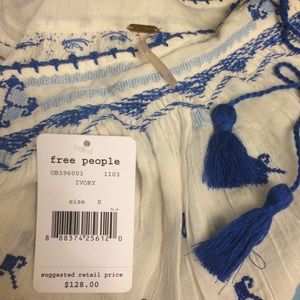 free people
OB396003 1103
IVORY
size S
8 88374 25612 0
suggested retail price
$128.00